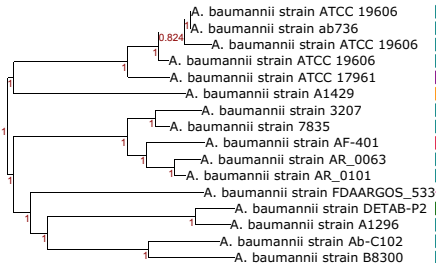 A. baumannii strain ATCC 19606
A. baumannii strain ab736
0.824
A. baumannii strain ATCC 19606
1
A. baumannii strain ATCC 19606
1
A. baumannii strain ATCC 17961
1
A. baumannii strain A1429
1
A. baumannii strain 3207
1
A. baumannii strain 7835
1
A. baumannii strain AF-401
1
A. baumannii strain AR_0063
1
A. baumannii strain AR_0101
1
1
A. baumannii strain FDAARGOS_533
1
A. baumannii strain DETAB-P2
1
A. baumannii strain A1296
1
A. baumannii strain Ab-C102
1
A. baumannii strain B8300
1